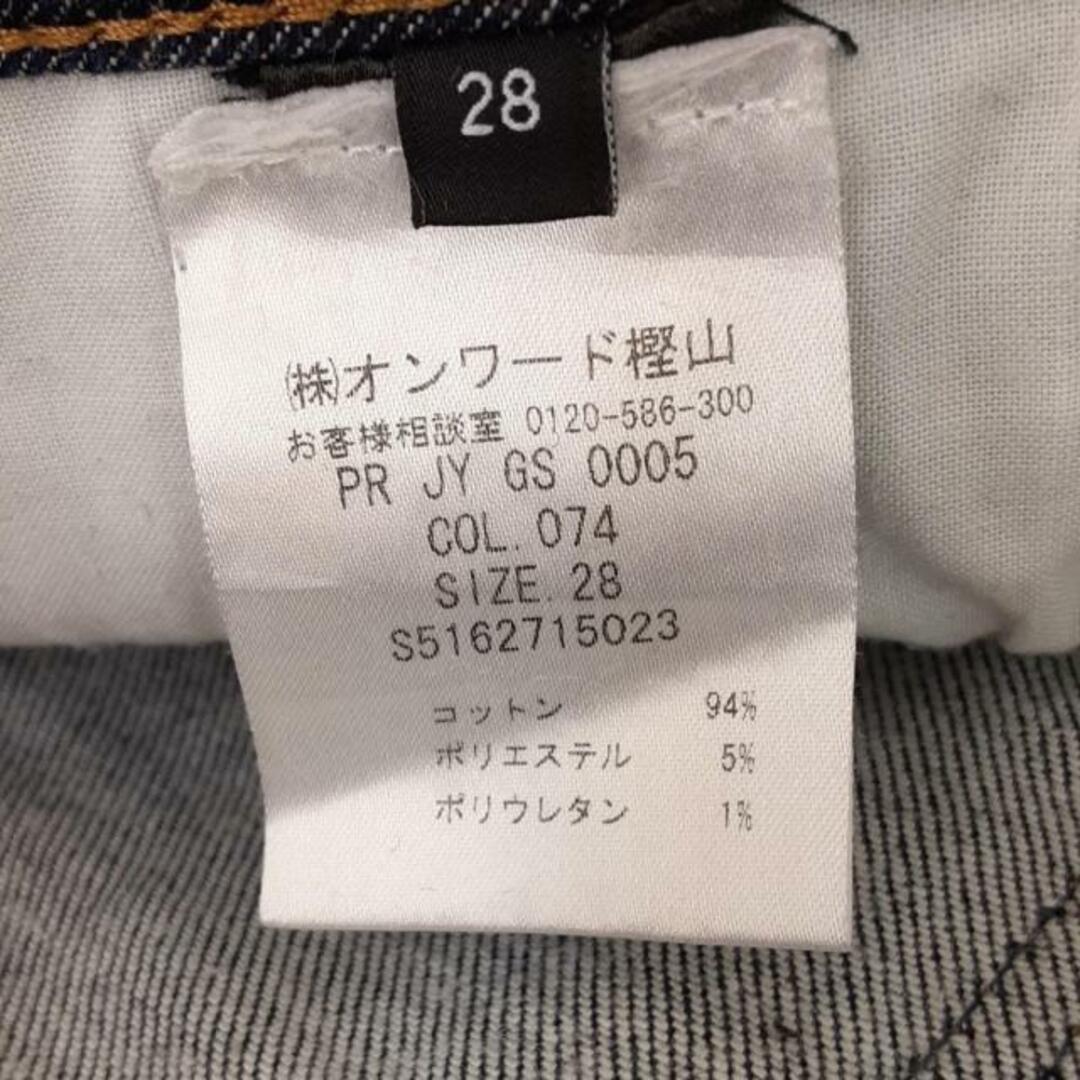 28
㈱オンワード樫山
お客様相談室 0120-586-300
PR JY GS 0005
COL. 074
SIZE. 28
S5162715023
コットン 94%
ポリエステル 5%
ポリウレタン 1%